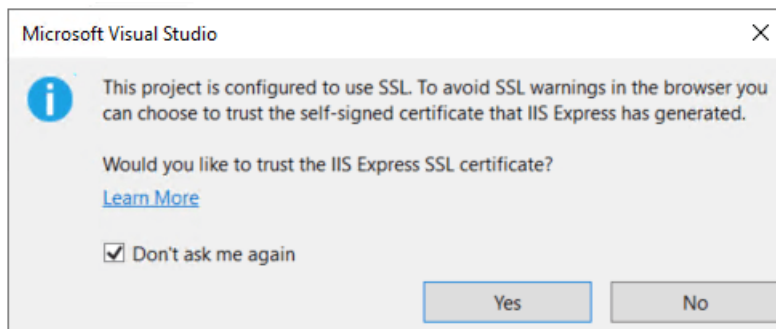 Microsoft Visual Studio
This project is configured to use SSL. To avoid SSL warnings in the browser you
can choose to trust the self-signed certificate that IIS Express has generated.
Would you like to trust the IIS Express SSL certificate?
Learn More
Don't ask me again
Yes
No